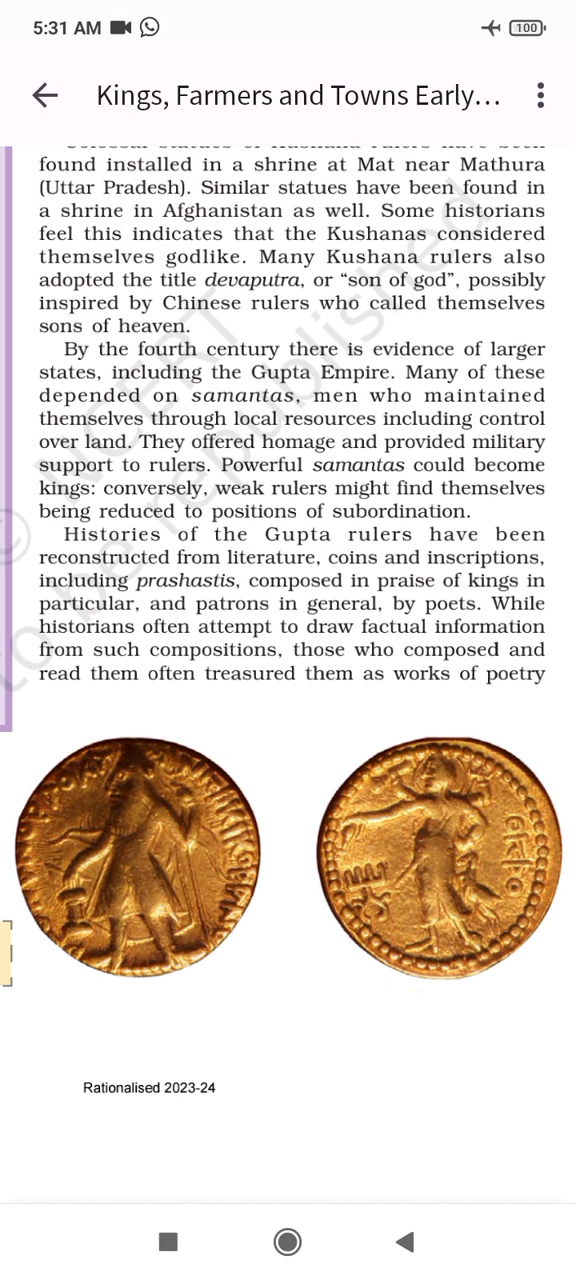 5:31 AM
100
Kings, Farmers and Towns Early...
found installed in a shrine at Mat near Mathura
(Uttar Pradesh). Similar statues have been found in
a shrine in Afghanistan as well. Some historians
feel this indicates that the Kushanas considered
themselves godlike. Many Kushana rulers also
adopted the title devaputra, or “son of god”, possibly
inspired by Chinese rulers who called themselves
sons of heaven.
By the fourth century there is evidence of larger
states, including the Gupta Empire. Many of these
depended on samantas, men who maintained
themselves through local resources including control
over land. They offered homage and provided military
support to rulers. Powerful samantas could become
kings: conversely, weak rulers might find themselves
being reduced to positions of subordination.
Histories of the Gupta rulers have been
reconstructed from literature, coins and inscriptions,
including prashastis, composed in praise of kings in
particular, and patrons in general, by poets. While
historians often attempt to draw factual information
from such compositions, those who composed and
read them often treasured them as works of poetry
© NCERT
to be republished
Rationalised 2023-24